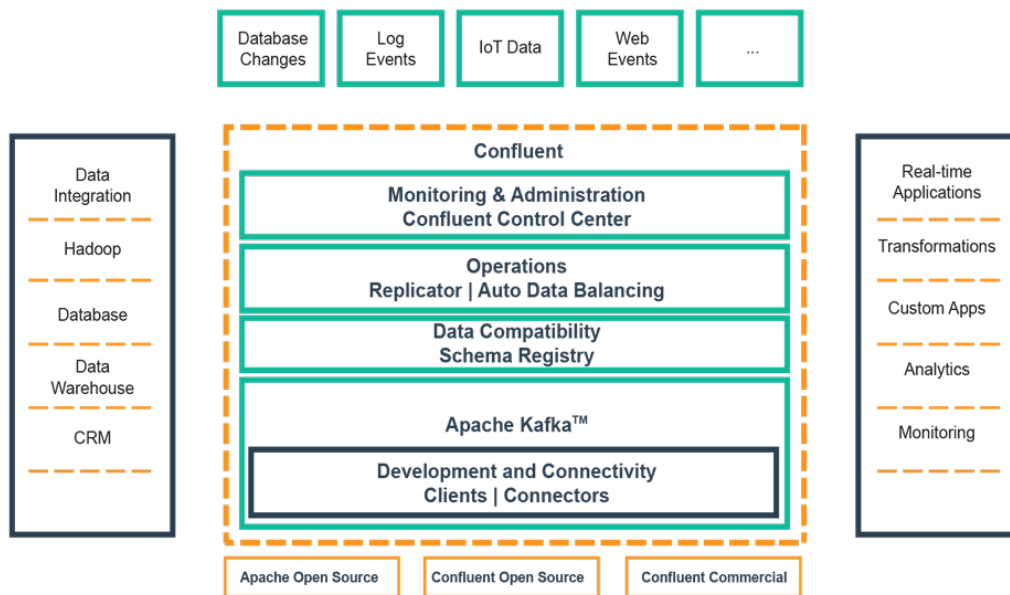 Database
Changes
Log
Events
IoT Data
Web
Events
...
Data
Integration
Hadoop
Database
Data
Warehouse
CRM
Confluent
Monitoring & Administration
Confluent Control Center
Operations
Replicator | Auto Data Balancing
Data Compatibility
Schema Registry
Apache Kafka™
Development and Connectivity
Clients | Connectors
Real-time
Applications
Transformations
Custom Apps
Analytics
Monitoring
Apache Open Source
Confluent Open Source
Confluent Commercial